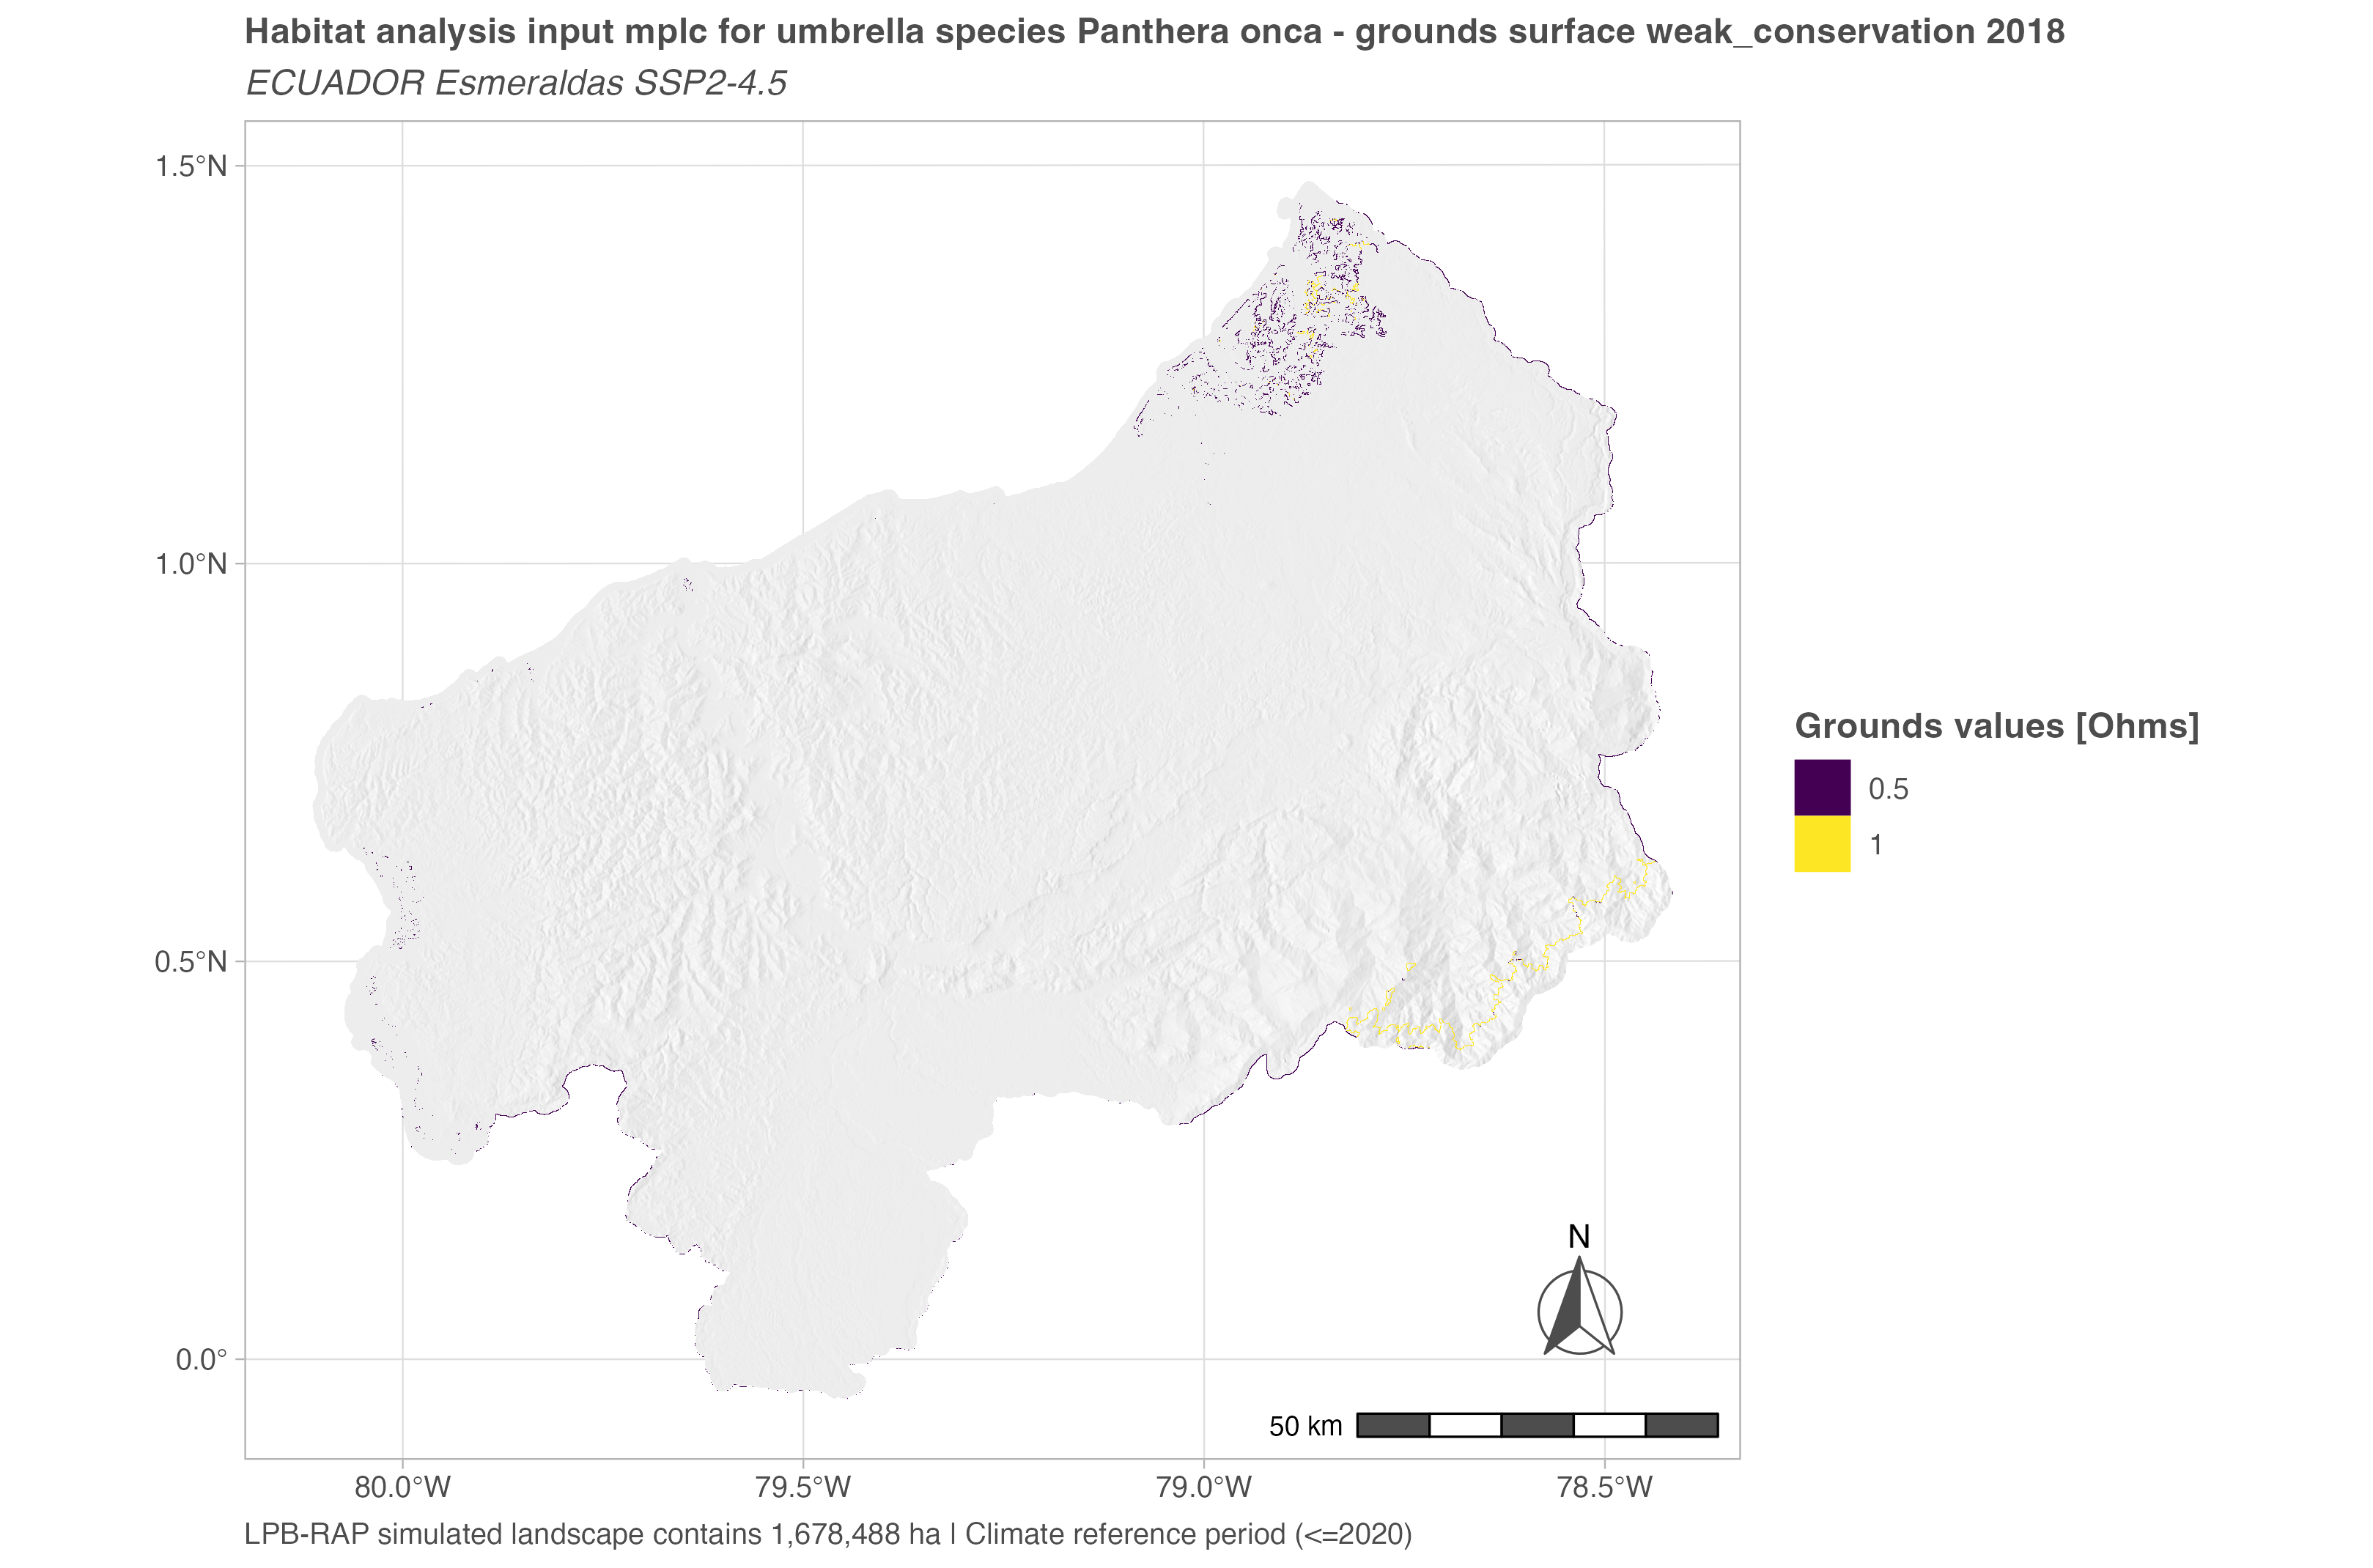 Habitat analysis input mplc for umbrella species Panthera onca - grounds surface weak_conservation 2018
ECUADOR Esmeraldas SSP2-4.5
1.5°N
1.0°N
0.5°N
0.0°
80.0°W
79.5°W
79.0°W
78.5°W
N
50 km
Grounds values [Ohms]
0.5
1
LPB-RAP simulated landscape contains 1,678,488 ha | Climate reference period (<=2020)